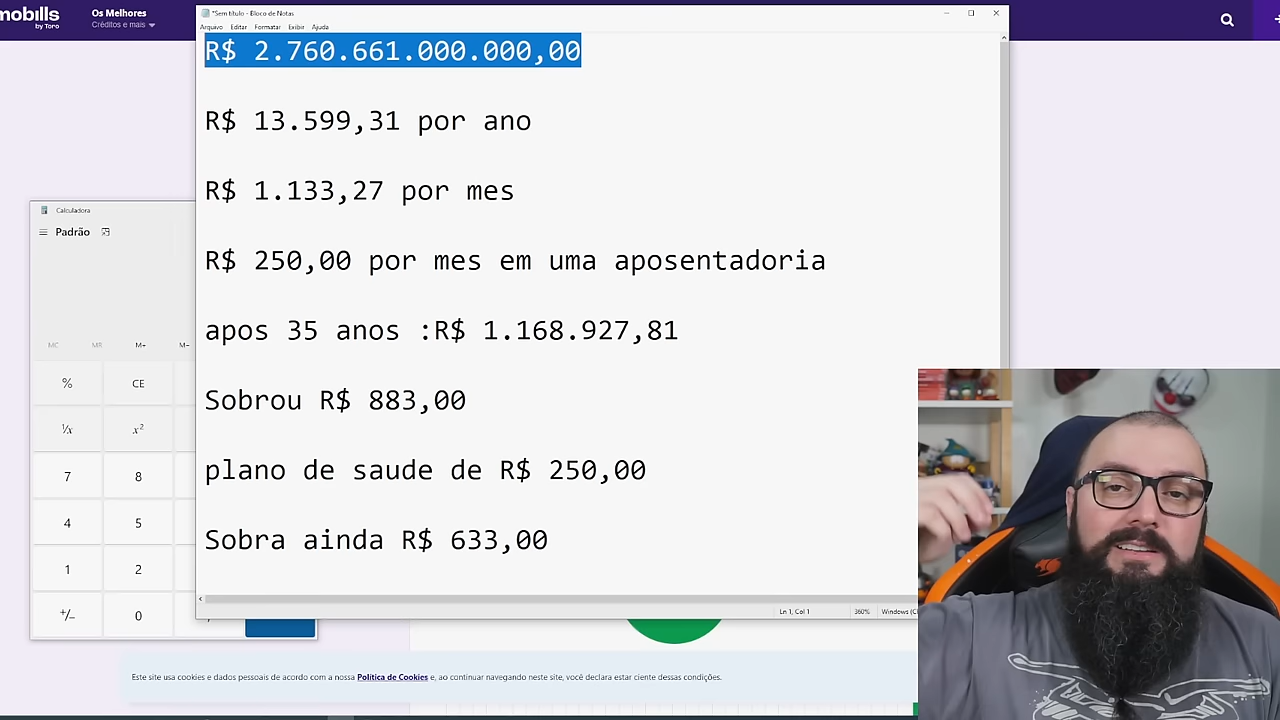 mobills
by Toro
Os Melhores
Créditos e mais
*Sem título - Bloco de Notas
Arquivo Editar Formatar Exibir Ajuda
R$ 2.760.661.000.000,00
R$ 13.599,31 por ano
R$ 1.133,27 por mes
R$ 250,00 por mes em uma aposentadoria
apos 35 anos :R$ 1.168.927,81
Sobrou R$ 883,00
plano de saude de R$ 250,00
Sobra ainda R$ 633,00
Ln 1, Col 1 360% Windows (C
Calculadora
Padrão
MC MR M+ M-
% CE
¹/x x²
7 8
4 5
1 2
+/- 0 ,
Este site usa cookies e dados pessoais de acordo com a nossa Política de Cookies e, ao continuar navegando neste site, você declara estar ciente dessas condições.